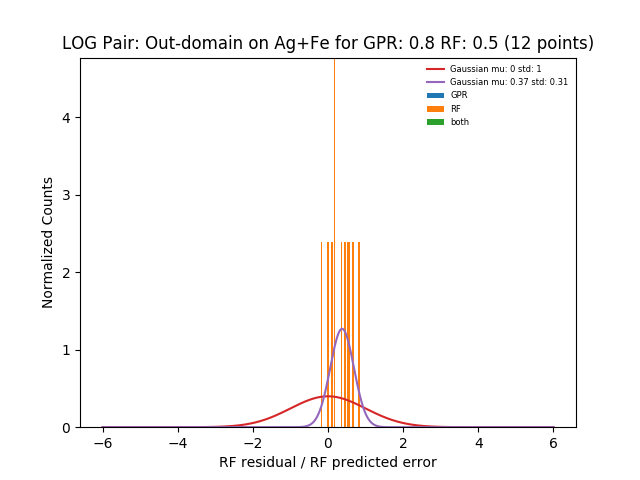 LOG Pair: Out-domain on Ag+Fe for GPR: 0.8 RF: 0.5 (12 points)
Gaussian mu: 0 std: 1
Gaussian mu: 0.37 std: 0.31
GPR
RF
both
Normalized Counts
4
3
2
1
0
−6 −4 −2 0 2 4 6
RF residual / RF predicted error